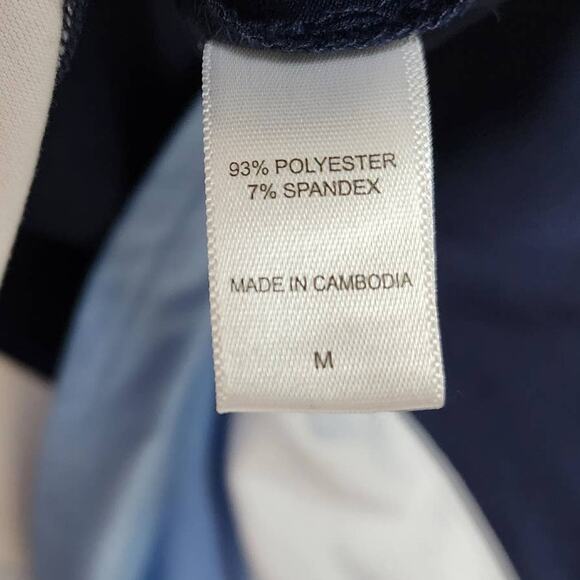 93% POLYESTER
7% SPANDEX
MADE IN CAMBODIA
M